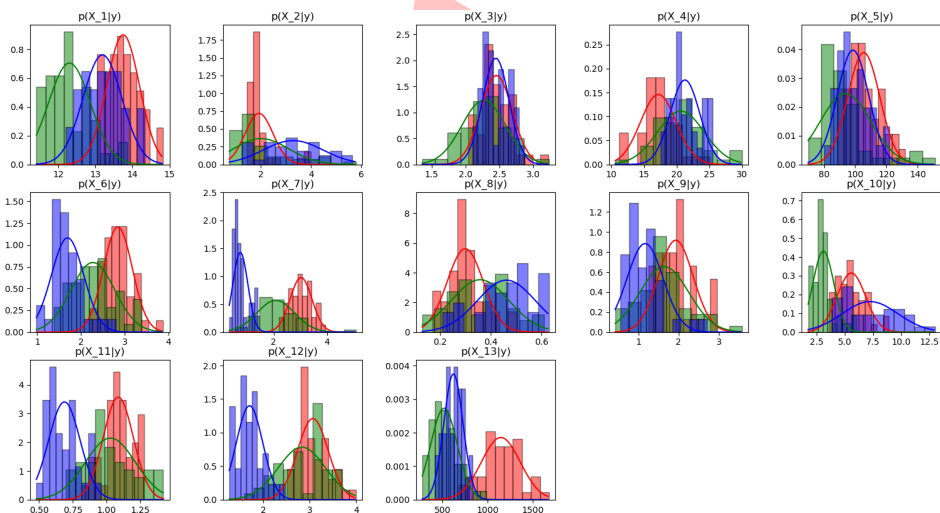 p(X_1|y) p(X_2|y) p(X_3|y) p(X_4|y) p(X_5|y)
0.8 1.75 2.5 0.25 0.04
0.6 1.50 2.0 0.20 0.03
0.4 1.25 1.5 0.15 0.02
0.2 1.00 1.0 0.10 0.01
0.0 0.75 0.5 0.05 0.00
0.50 0.0 0.00
0.25
0.00
12 13 14 15 2 4 6 1.5 2.0 2.5 3.0 10 15 20 25 30 75 100 125 150
p(X_6|y) p(X_7|y) p(X_8|y) p(X_9|y) p(X_10|y)
1.50 2.5 8 1.2 0.7
1.25 2.0 6 1.0 0.6
1.00 1.5 4 0.8 0.5
0.75 1.0 2 0.6 0.4
0.50 0.5 0 0.4 0.3
0.25 0.0 0.2 0.2
0.00 0.0 0.1
0.0
1 2 3 4 2 4 0.2 0.4 0.6 1 2 3 2.5 5.0 7.5 10.0 12.5
p(X_11|y) p(X_12|y) p(X_13|y)
4 2.0 0.004
3 1.5 0.003
2 1.0 0.002
1 0.5 0.001
0 0.0 0.000
0.50 0.75 1.00 1.25 2 3 4 500 1000 1500